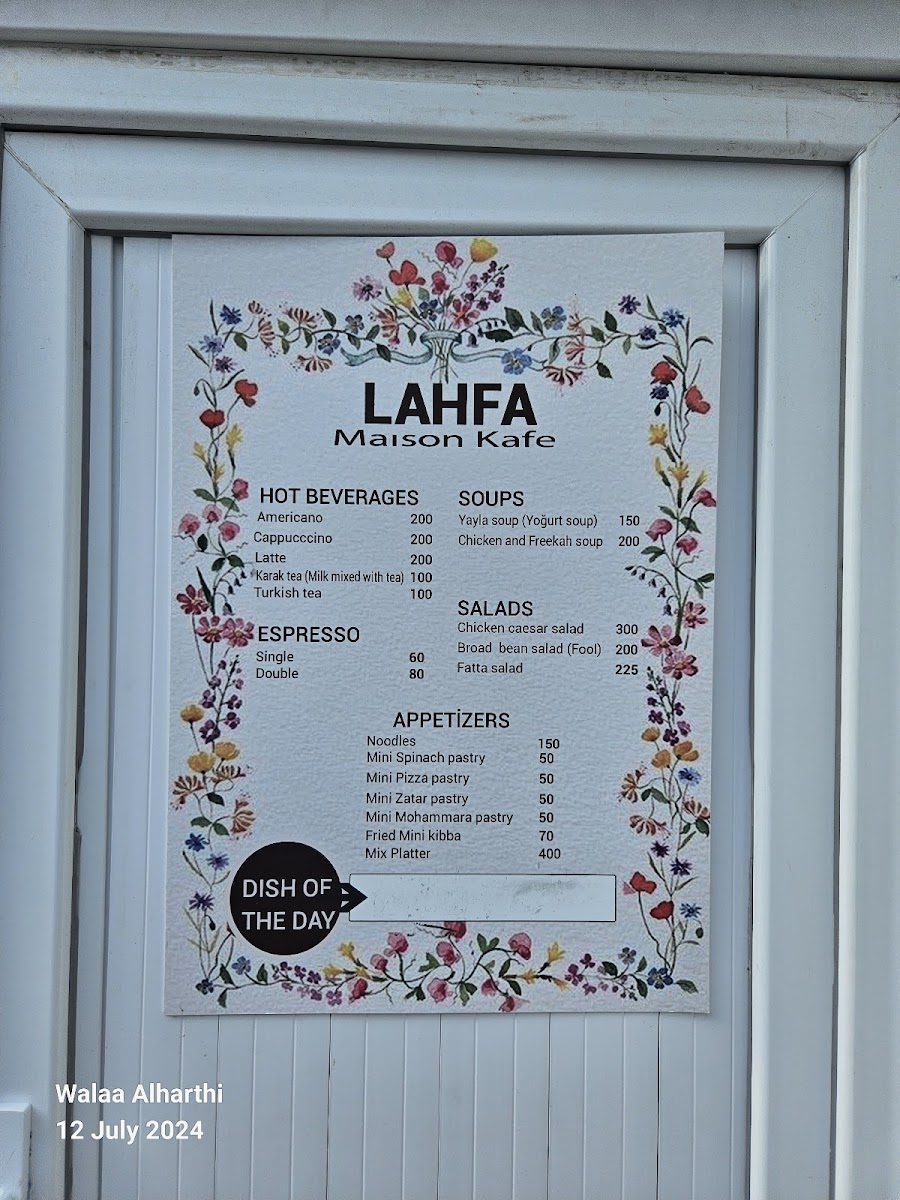 LAHFA
Maison Kafe
HOT BEVERAGES
Americano 200
Cappucccino 200
Latte 200
Karak tea (Milk mixed with tea) 100
Turkish tea 100
ESPRESSO
Single 60
Double 80
SOUPS
Yayla soup (Yoğurt soup) 150
Chicken and Freekah soup 200
SALADS
Chicken caesar salad 300
Broad bean salad (Fool) 200
Fatta salad 225
APPETİZERS
Noodles 150
Mini Spinach pastry 50
Mini Pizza pastry 50
Mini Zatar pastry 50
Mini Mohammara pastry 50
Fried Mini kibba 70
Mix Platter 400
DISH OF
THE DAY
Walaa Alharthi
12 July 2024